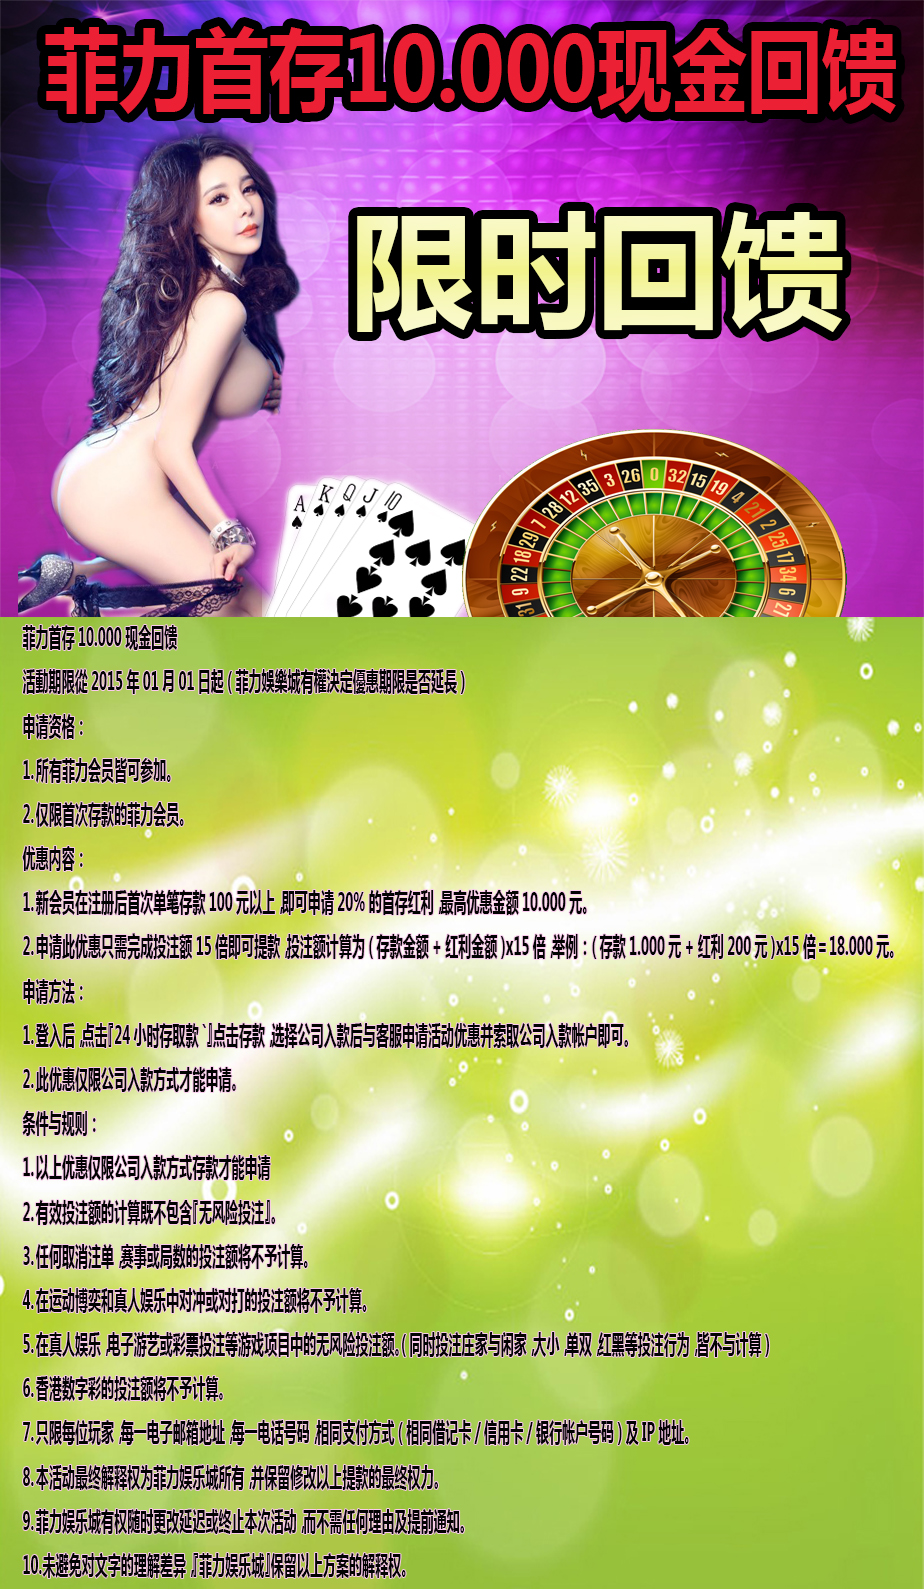 菲力首存10.000现金回馈
限时回馈
A K Q J 10
9 31 22 18 29 7 28 12 35 3 26 0 32 15 19 4 21 2 25 17 34 6 27
菲力首存 10.000 现金回馈
活動期限從 2015 年 01 月 01 日起 ( 菲力娛樂城有權決定優惠期限是否延長 )
申请资格：
1. 所有菲力会员皆可参加。
2. 仅限首次存款的菲力会员。
优惠内容：
1. 新会员在注册后首次单笔存款 100 元以上 ,即可申请 20% 的首存红利 ,最高优惠金额 10.000 元。
2. 申请此优惠只需完成投注额 15 倍即可提款 ,投注额计算为 ( 存款金额 + 红利金额 )x15 倍 ,举例：( 存款 1.000 元 + 红利 200 元 )x15 倍 = 18.000 元。
申请方法：
1. 登入后 ,点击『24 小时存取款 `』点击存款 ,选择公司入款后与客服申请活动优惠并索取公司入款帐户即可。
2. 此优惠仅限公司入款方式才能申请。
条件与规则：
1. 以上优惠仅限公司入款方式存款才能申请
2. 有效投注额的计算既不包含『无风险投注』。
3. 任何取消注单 ,赛事或局数的投注额将不予计算。
4. 在运动博奕和真人娱乐中对冲或对打的投注额将不予计算。
5. 在真人娱乐 ,电子游艺或彩票投注等游戏项目中的无风险投注额。( 同时投注庄家与闲家 ,大小 ,单双 ,红黑等投注行为 ,皆不与计算 )
6. 香港数字彩的投注额将不予计算。
7. 只限每位玩家 ,每一电子邮箱地址 ,每一电话号码 ,相同支付方式 ( 相同借记卡 / 信用卡 / 银行帐户号码 ) 及 IP 地址。
8. 本活动最终解释权为菲力娱乐城所有 ,并保留修改以上提款的最终权力。
9. 菲力娱乐城有权随时更改延迟或终止本次活动 ,而不需任何理由及提前通知。
10. 未避免对文字的理解差异 ,『菲力娱乐城』保留以上方案的解释权。